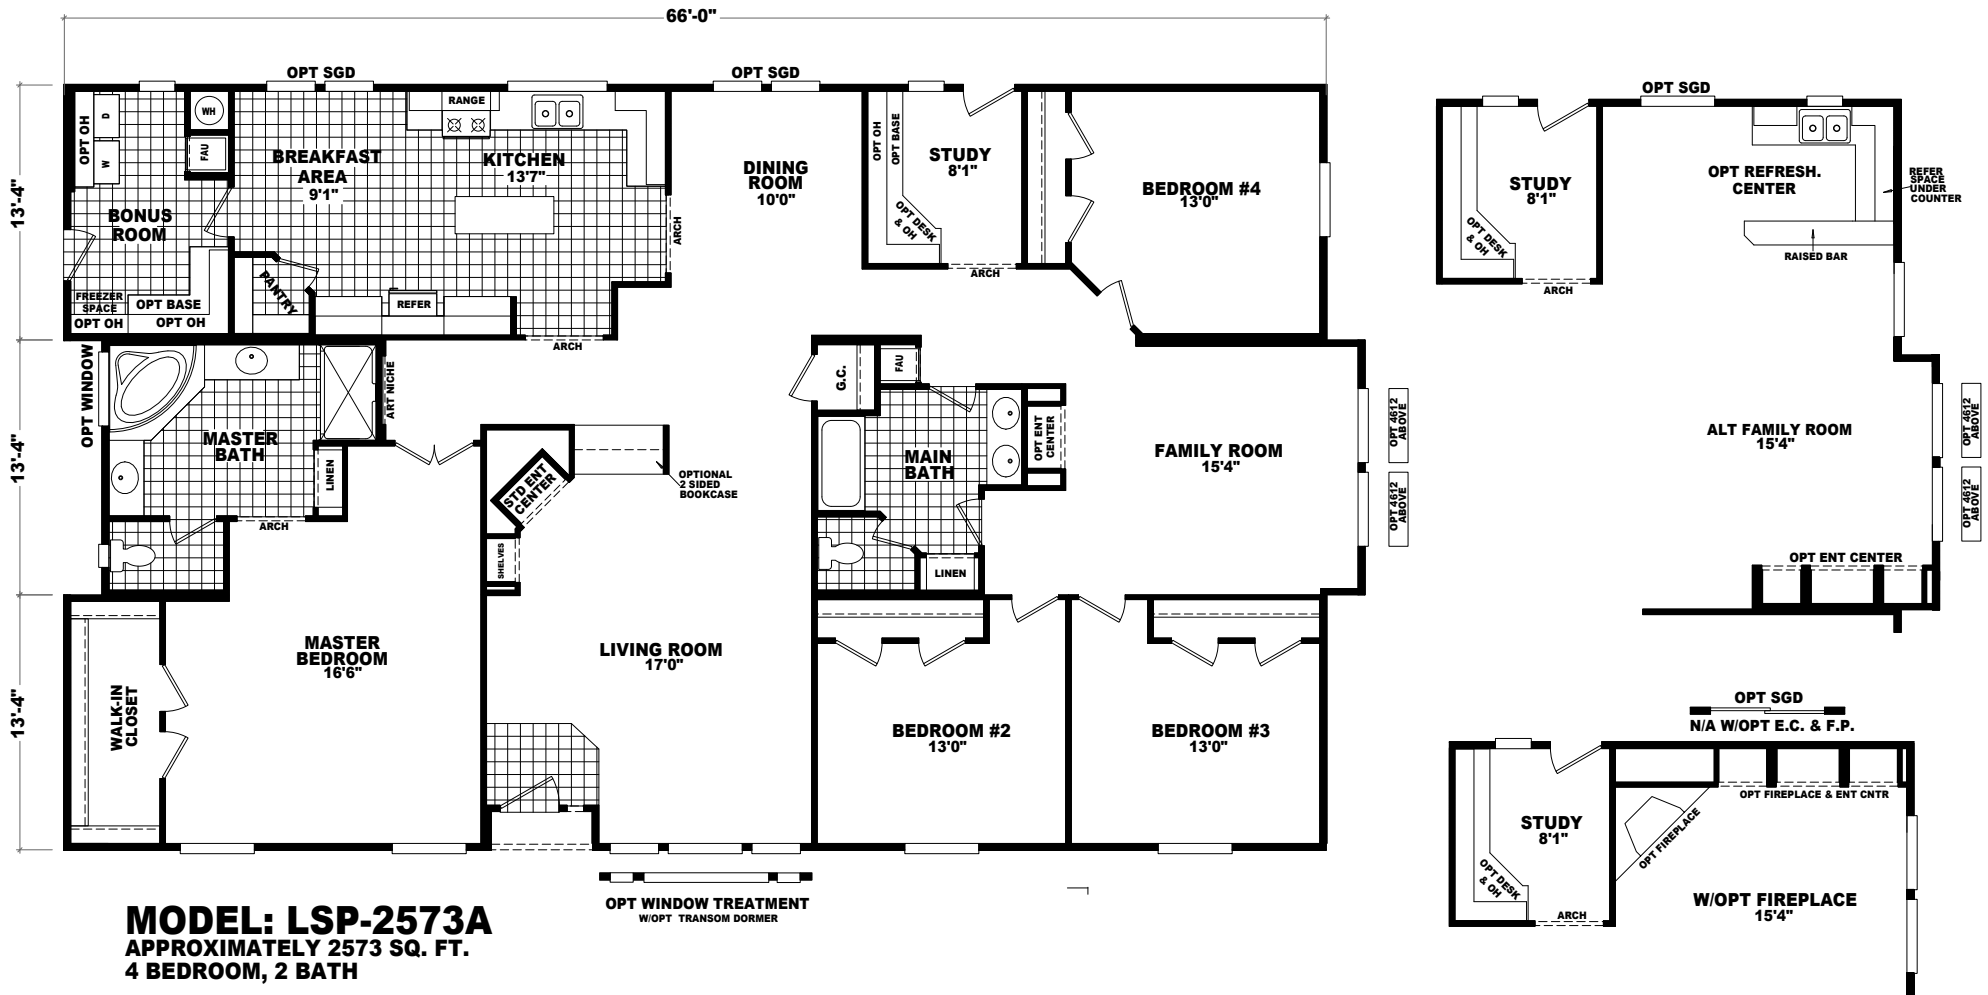 66'-0"
OPT SGD
OPT SGD
13'-4"
13'-4"
13'-4"
OPT OH
D
W
WH
FAU
BONUS
ROOM
FREEZER
SPACE
OPT OH
OPT BASE
OPT OH
BREAKFAST
AREA
9'1"
PANTRY
RANGE
KITCHEN
13'7"
REFER
ARCH
ARCH
DINING
ROOM
10'0"
OPT OH
OPT BASE
STUDY
8'1"
OPT DESK
& OH
ARCH
BEDROOM #4
13'0"
OPT WINDOW
MASTER
BATH
ART NICHE
LINEN
ARCH
STD ENT
CENTER
SHELVES
OPTIONAL
2 SIDED
BOOKCASE
G.C.
FAU
MAIN
BATH
OPT ENT
CENTER
LINEN
FAMILY ROOM
15'4"
OPT 4612
ABOVE
OPT 4612
ABOVE
WALK-IN
CLOSET
MASTER
BEDROOM
16'6"
LIVING ROOM
17'0"
BEDROOM #2
13'0"
BEDROOM #3
13'0"
OPT WINDOW TREATMENT
W/OPT TRANSOM DORMER
MODEL: LSP-2573A
APPROXIMATELY 2573 SQ. FT.
4 BEDROOM, 2 BATH
OPT SGD
STUDY
8'1"
OPT DESK
& OH
ARCH
OPT REFRESH.
CENTER
REFER
SPACE
UNDER
COUNTER
RAISED BAR
ALT FAMILY ROOM
15'4"
OPT 4612
ABOVE
OPT 4612
ABOVE
OPT ENT CENTER
OPT SGD
N/A W/OPT E.C. & F.P.
STUDY
8'1"
OPT DESK
& OH
ARCH
OPT FIREPLACE & ENT CNTR
OPT FIREPLACE
W/OPT FIREPLACE
15'4"